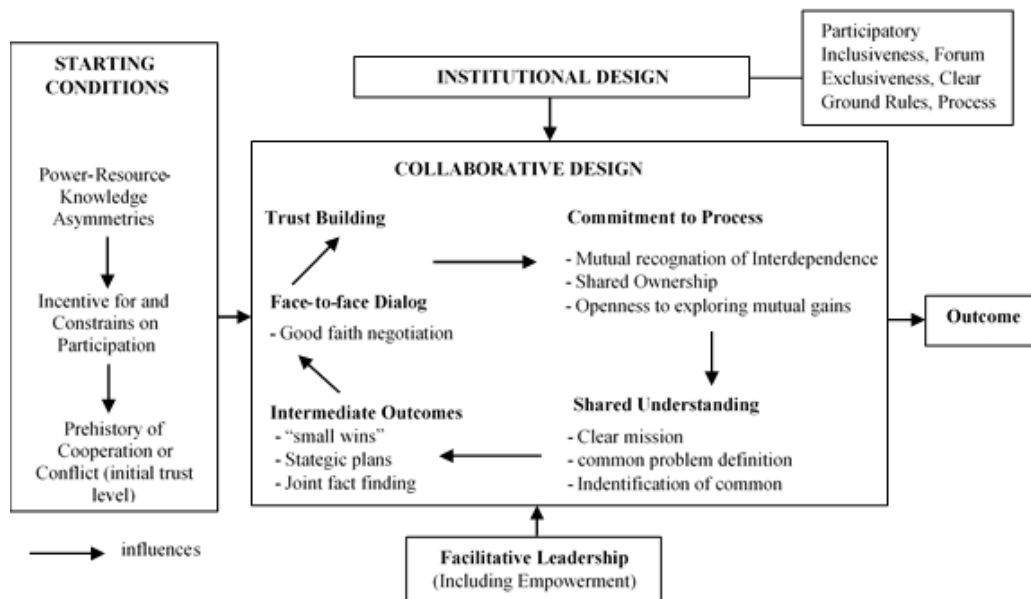 STARTING
CONDITIONS
Power-Resource-
Knowledge
Asymmetries
Incentive for and
Constrains on
Participation
Prehistory of
Cooperation or
Conflict (initial trust
level)
influences
INSTITUTIONAL DESIGN
Participatory
Inclusiveness, Forum
Exclusiveness, Clear
Ground Rules, Process
COLLABORATIVE DESIGN
Trust Building
Face-to-face Dialog
- Good faith negotiation
Intermediate Outcomes
- “small wins”
- Stategic plans
- Joint fact finding
Commitment to Process
- Mutual recognation of Interdependence
- Shared Ownership
- Openness to exploring mutual gains
Shared Understanding
- Clear mission
- common problem definition
- Indentification of common
Outcome
Facilitative Leadership
(Including Empowerment)